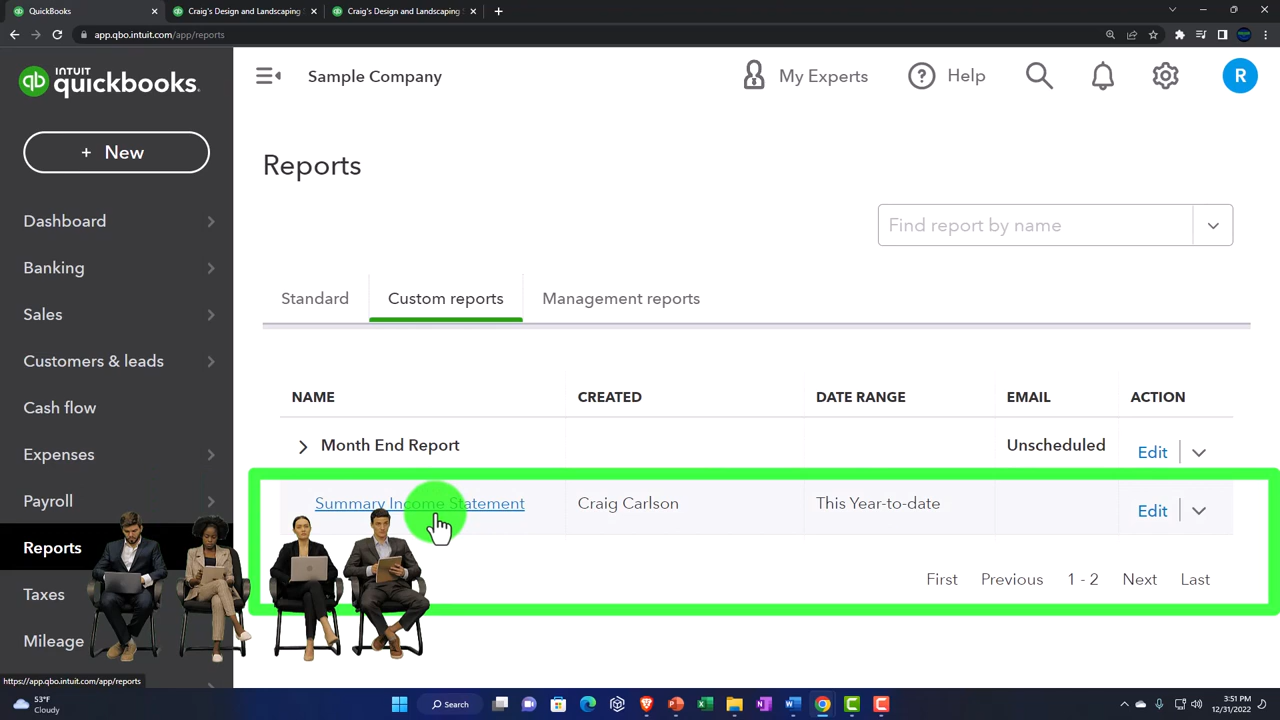 QuickBooks
Craig's Design and Landscaping
Craig's Design and Landscaping S
app.qbo.intuit.com/app/reports
INTUIT
quickbooks.
Sample Company
My Experts
Help
R
+ New
Reports
Find report by name
Dashboard
Banking
Sales
Customers & leads
Cash flow
Expenses
Payroll
Reports
Taxes
Mileage
Standard
Custom reports
Management reports
NAME CREATED DATE RANGE EMAIL ACTION
Month End Report Unscheduled Edit
Summary Income Statement Craig Carlson This Year-to-date Edit
First Previous 1 - 2 Next Last
https://app.qbo.intuit.com/app/reports
53°F
Cloudy
Search
3:51 PM
12/31/2022